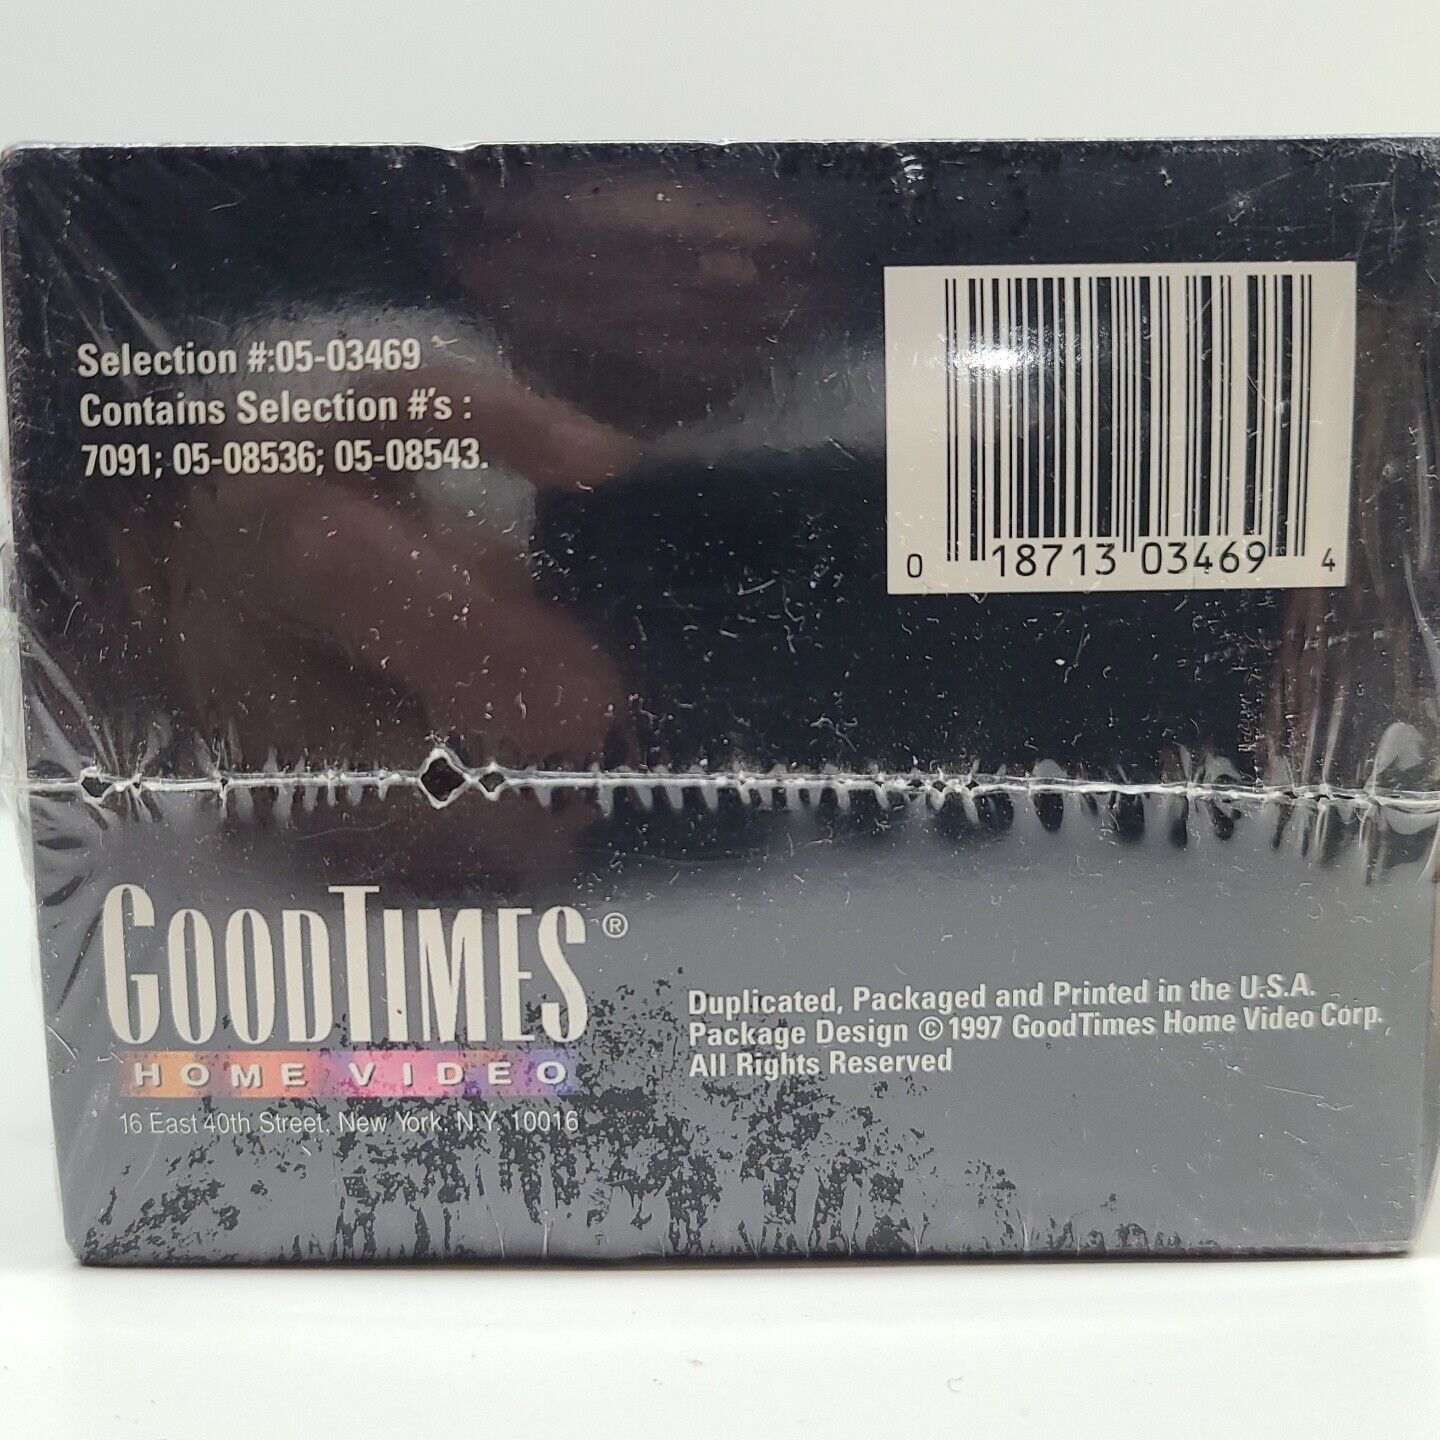 Selection #:05-03469
Contains Selection #'s :
7091; 05-08536; 05-08543.
0 18713 03469 4
GOODTIMES®
HOME VIDEO
16 East 40th Street, New York, N.Y. 10016
Duplicated, Packaged and Printed in the U.S.A.
Package Design © 1997 GoodTimes Home Video Corp.
All Rights Reserved